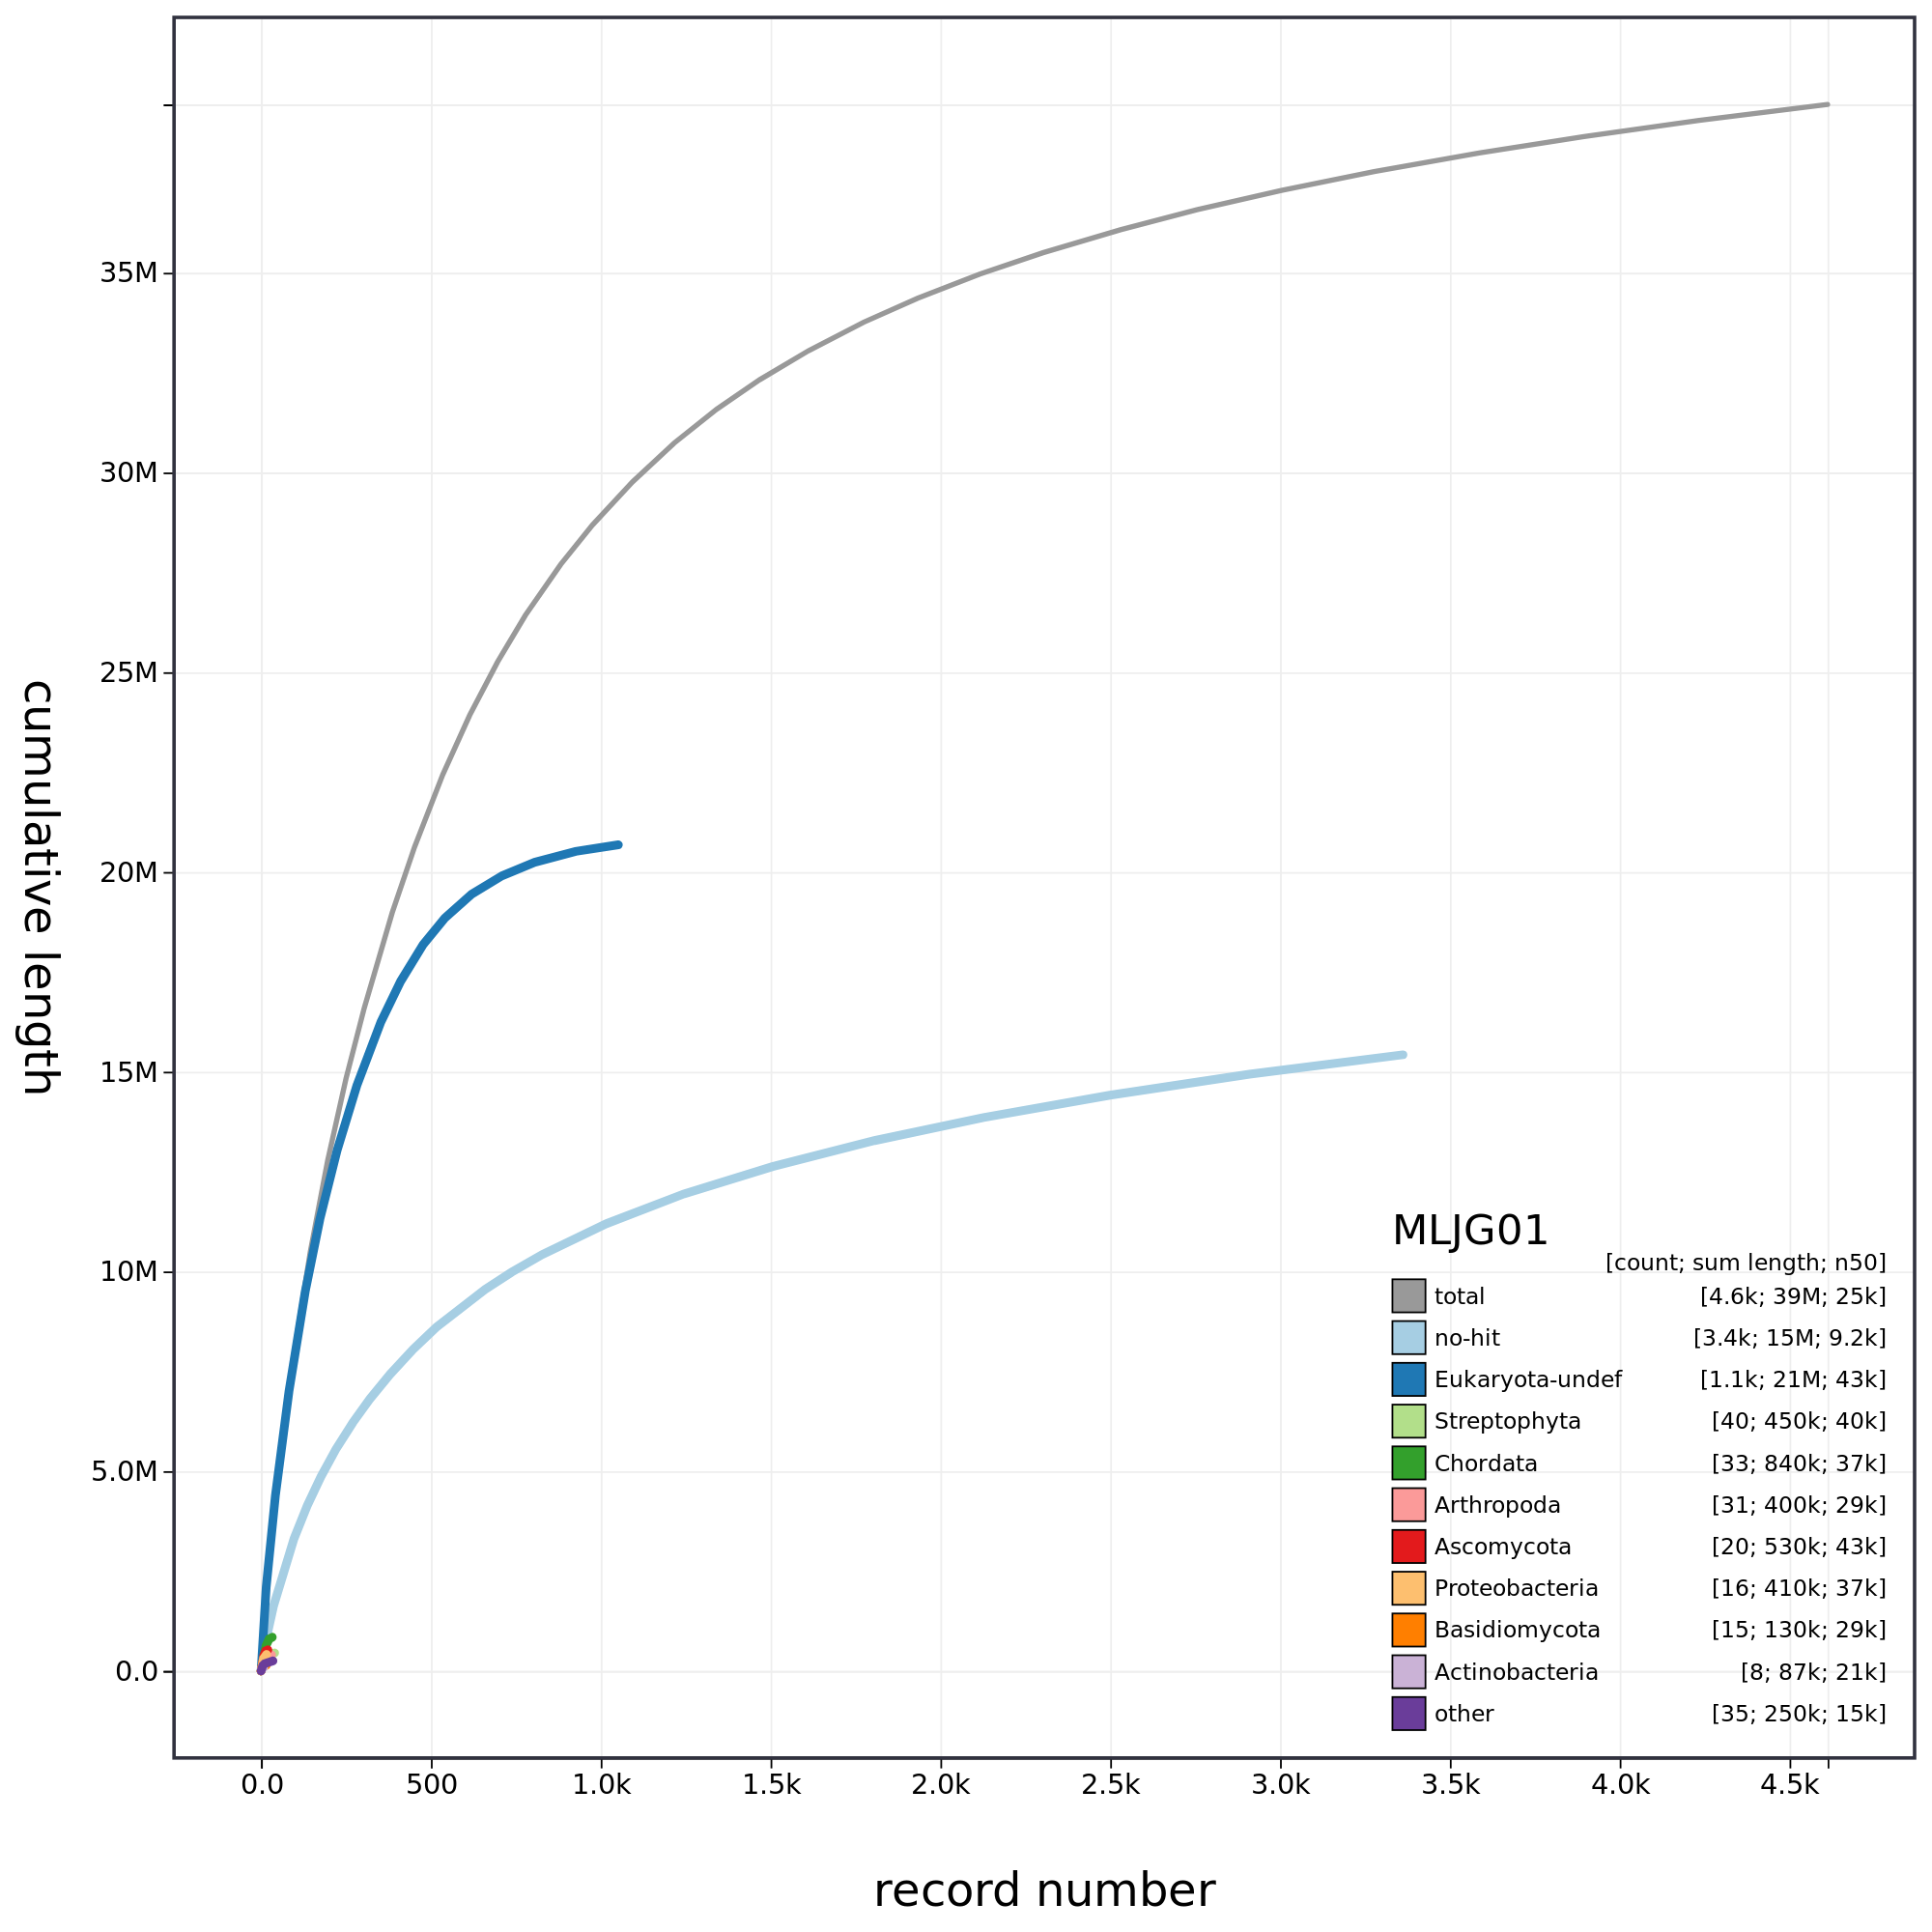 cumulative length
35M
30M
25M
20M
15M
10M
5.0M
0.0
MLJG01
[count; sum length; n50]
total [4.6k; 39M; 25k]
no-hit [3.4k; 15M; 9.2k]
Eukaryota-undef [1.1k; 21M; 43k]
Streptophyta [40; 450k; 40k]
Chordata [33; 840k; 37k]
Arthropoda [31; 400k; 29k]
Ascomycota [20; 530k; 43k]
Proteobacteria [16; 410k; 37k]
Basidiomycota [15; 130k; 29k]
Actinobacteria [8; 87k; 21k]
other [35; 250k; 15k]
0.0 500 1.0k 1.5k 2.0k 2.5k 3.0k 3.5k 4.0k 4.5k
record number